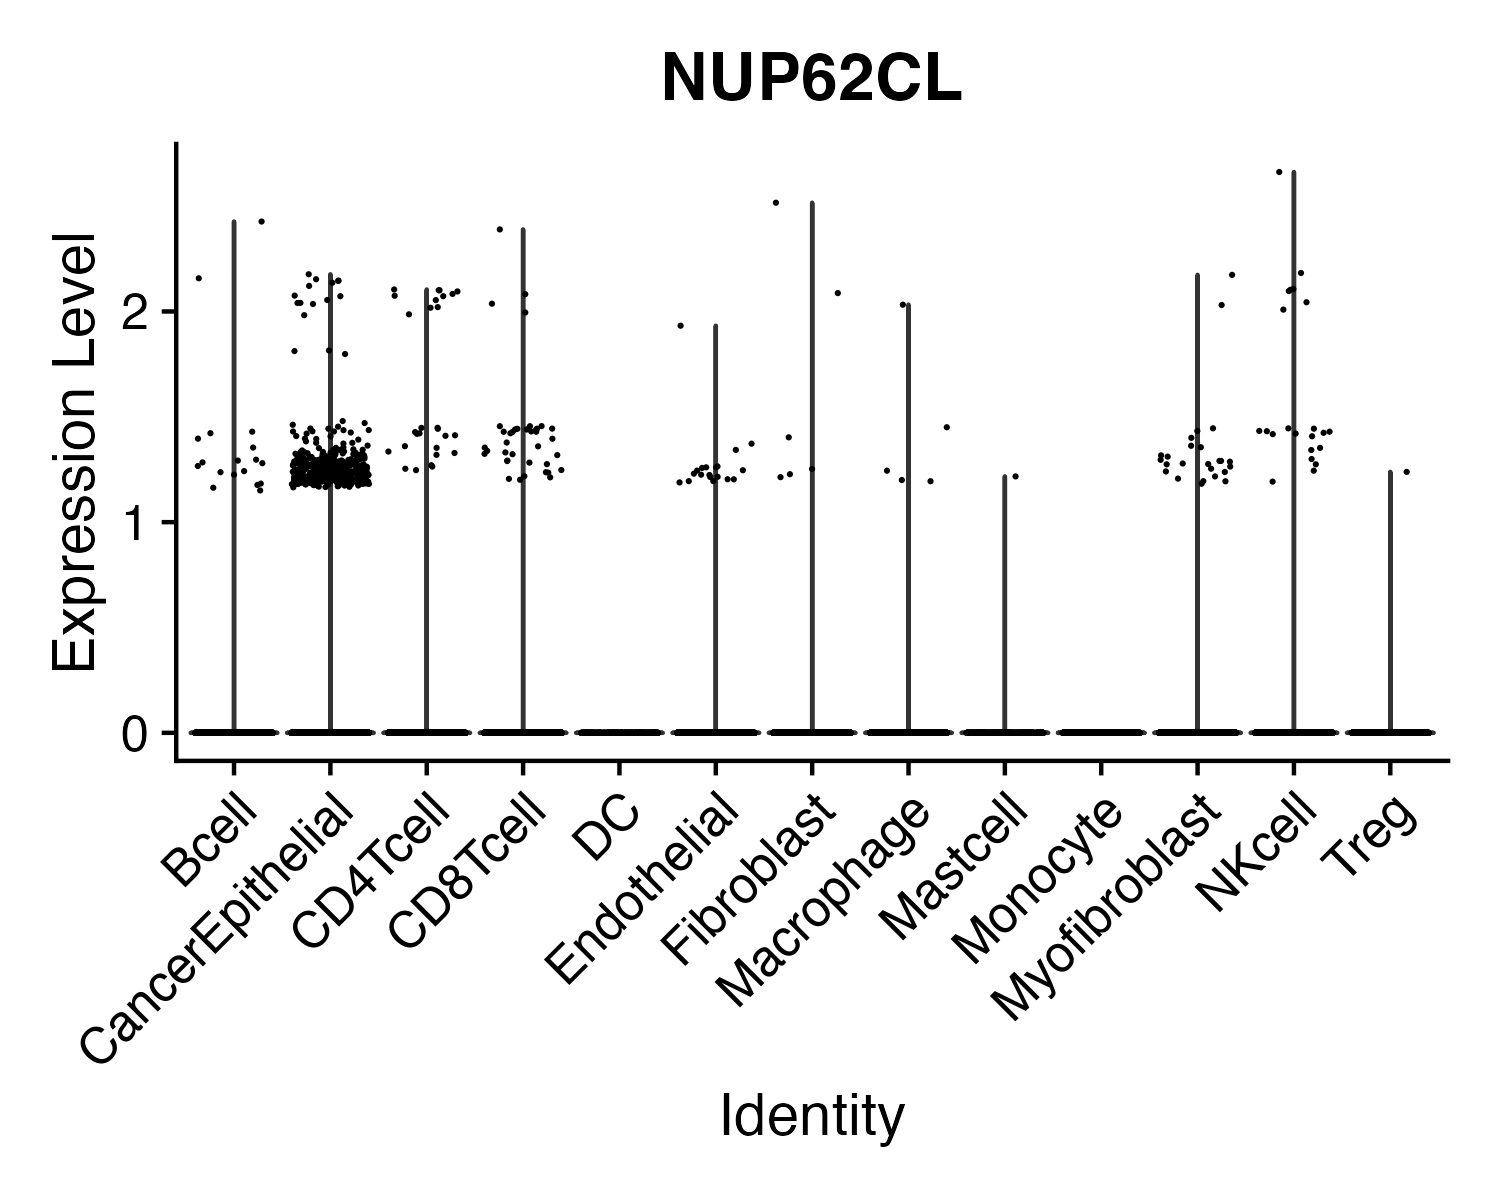 NUP62CL
Expression Level
2
1
0
Bcell
CancerEpithelial
CD4Tcell
CD8Tcell
DC
Endothelial
Fibroblast
Macrophage
Mastcell
Monocyte
Myofibroblast
NKcell
Treg
Identity